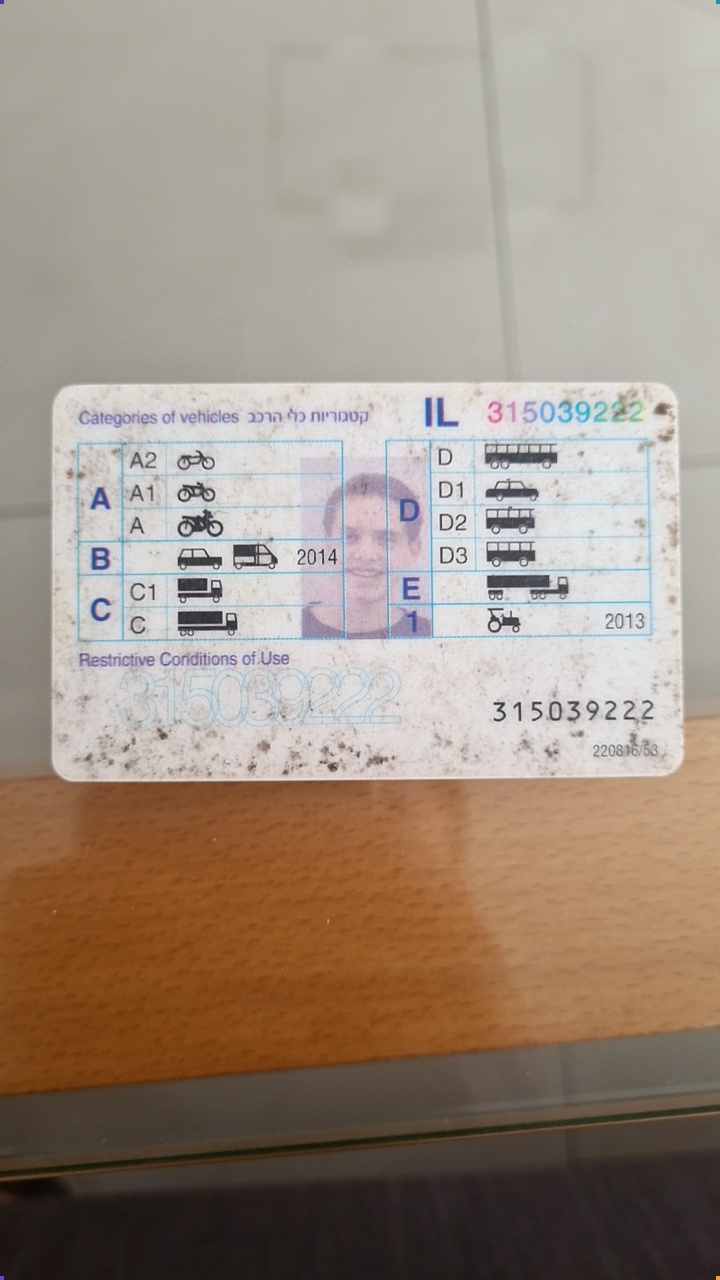 Categories of vehicles קטגוריות כלי הרכב IL 315039222
A A2
A1
A
B 2014
C C1
C
D D
D1
D2
D3
E
1 2013
Restrictive Conditions of Use
315039222
315039222
220816/53